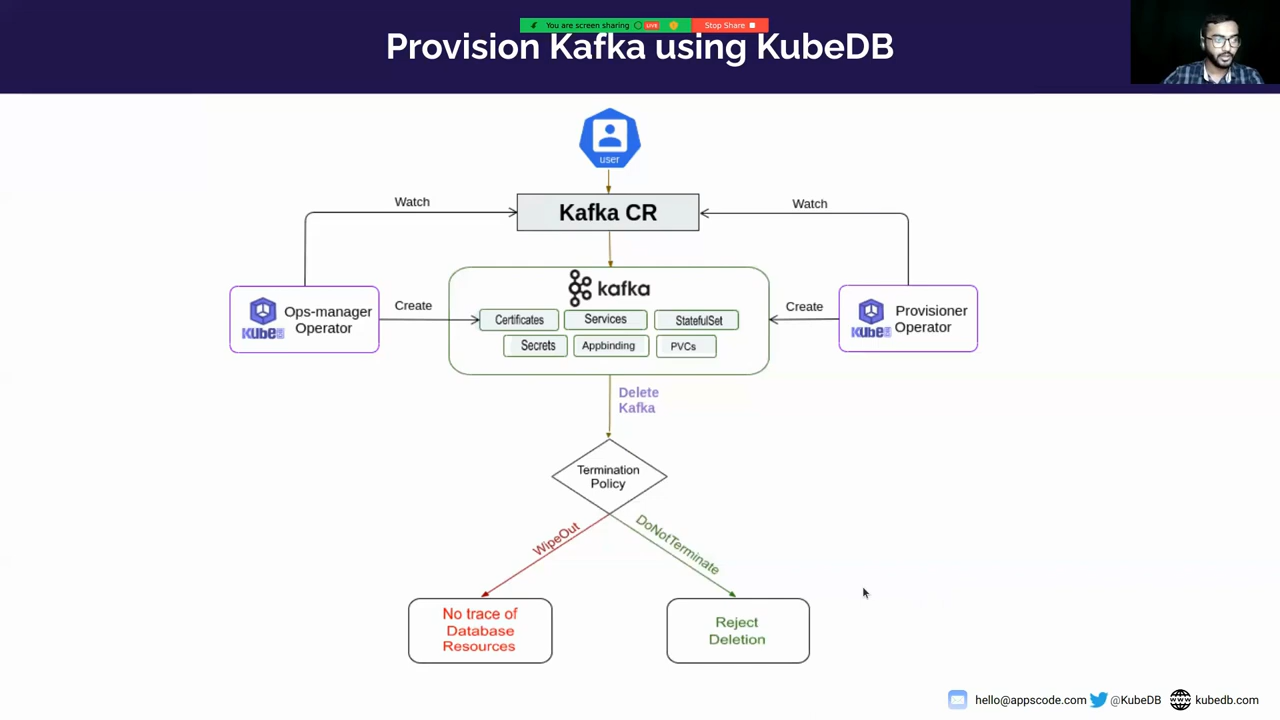 You are screen sharing
LIVE
Stop Share
Provision Kafka using KubeDB
user
Watch
Kafka CR
Watch
kafka
Ops-manager
Operator
KUBE
Create
Certificates
Services
StatefulSet
Create
Provisioner
Operator
KUBE
Secrets
Appbinding
PVCs
Delete
Kafka
Termination
Policy
WipeOut
DoNotTerminate
No trace of
Database
Resources
Reject
Deletion
hello@appscode.com
@KubeDB
kubedb.com